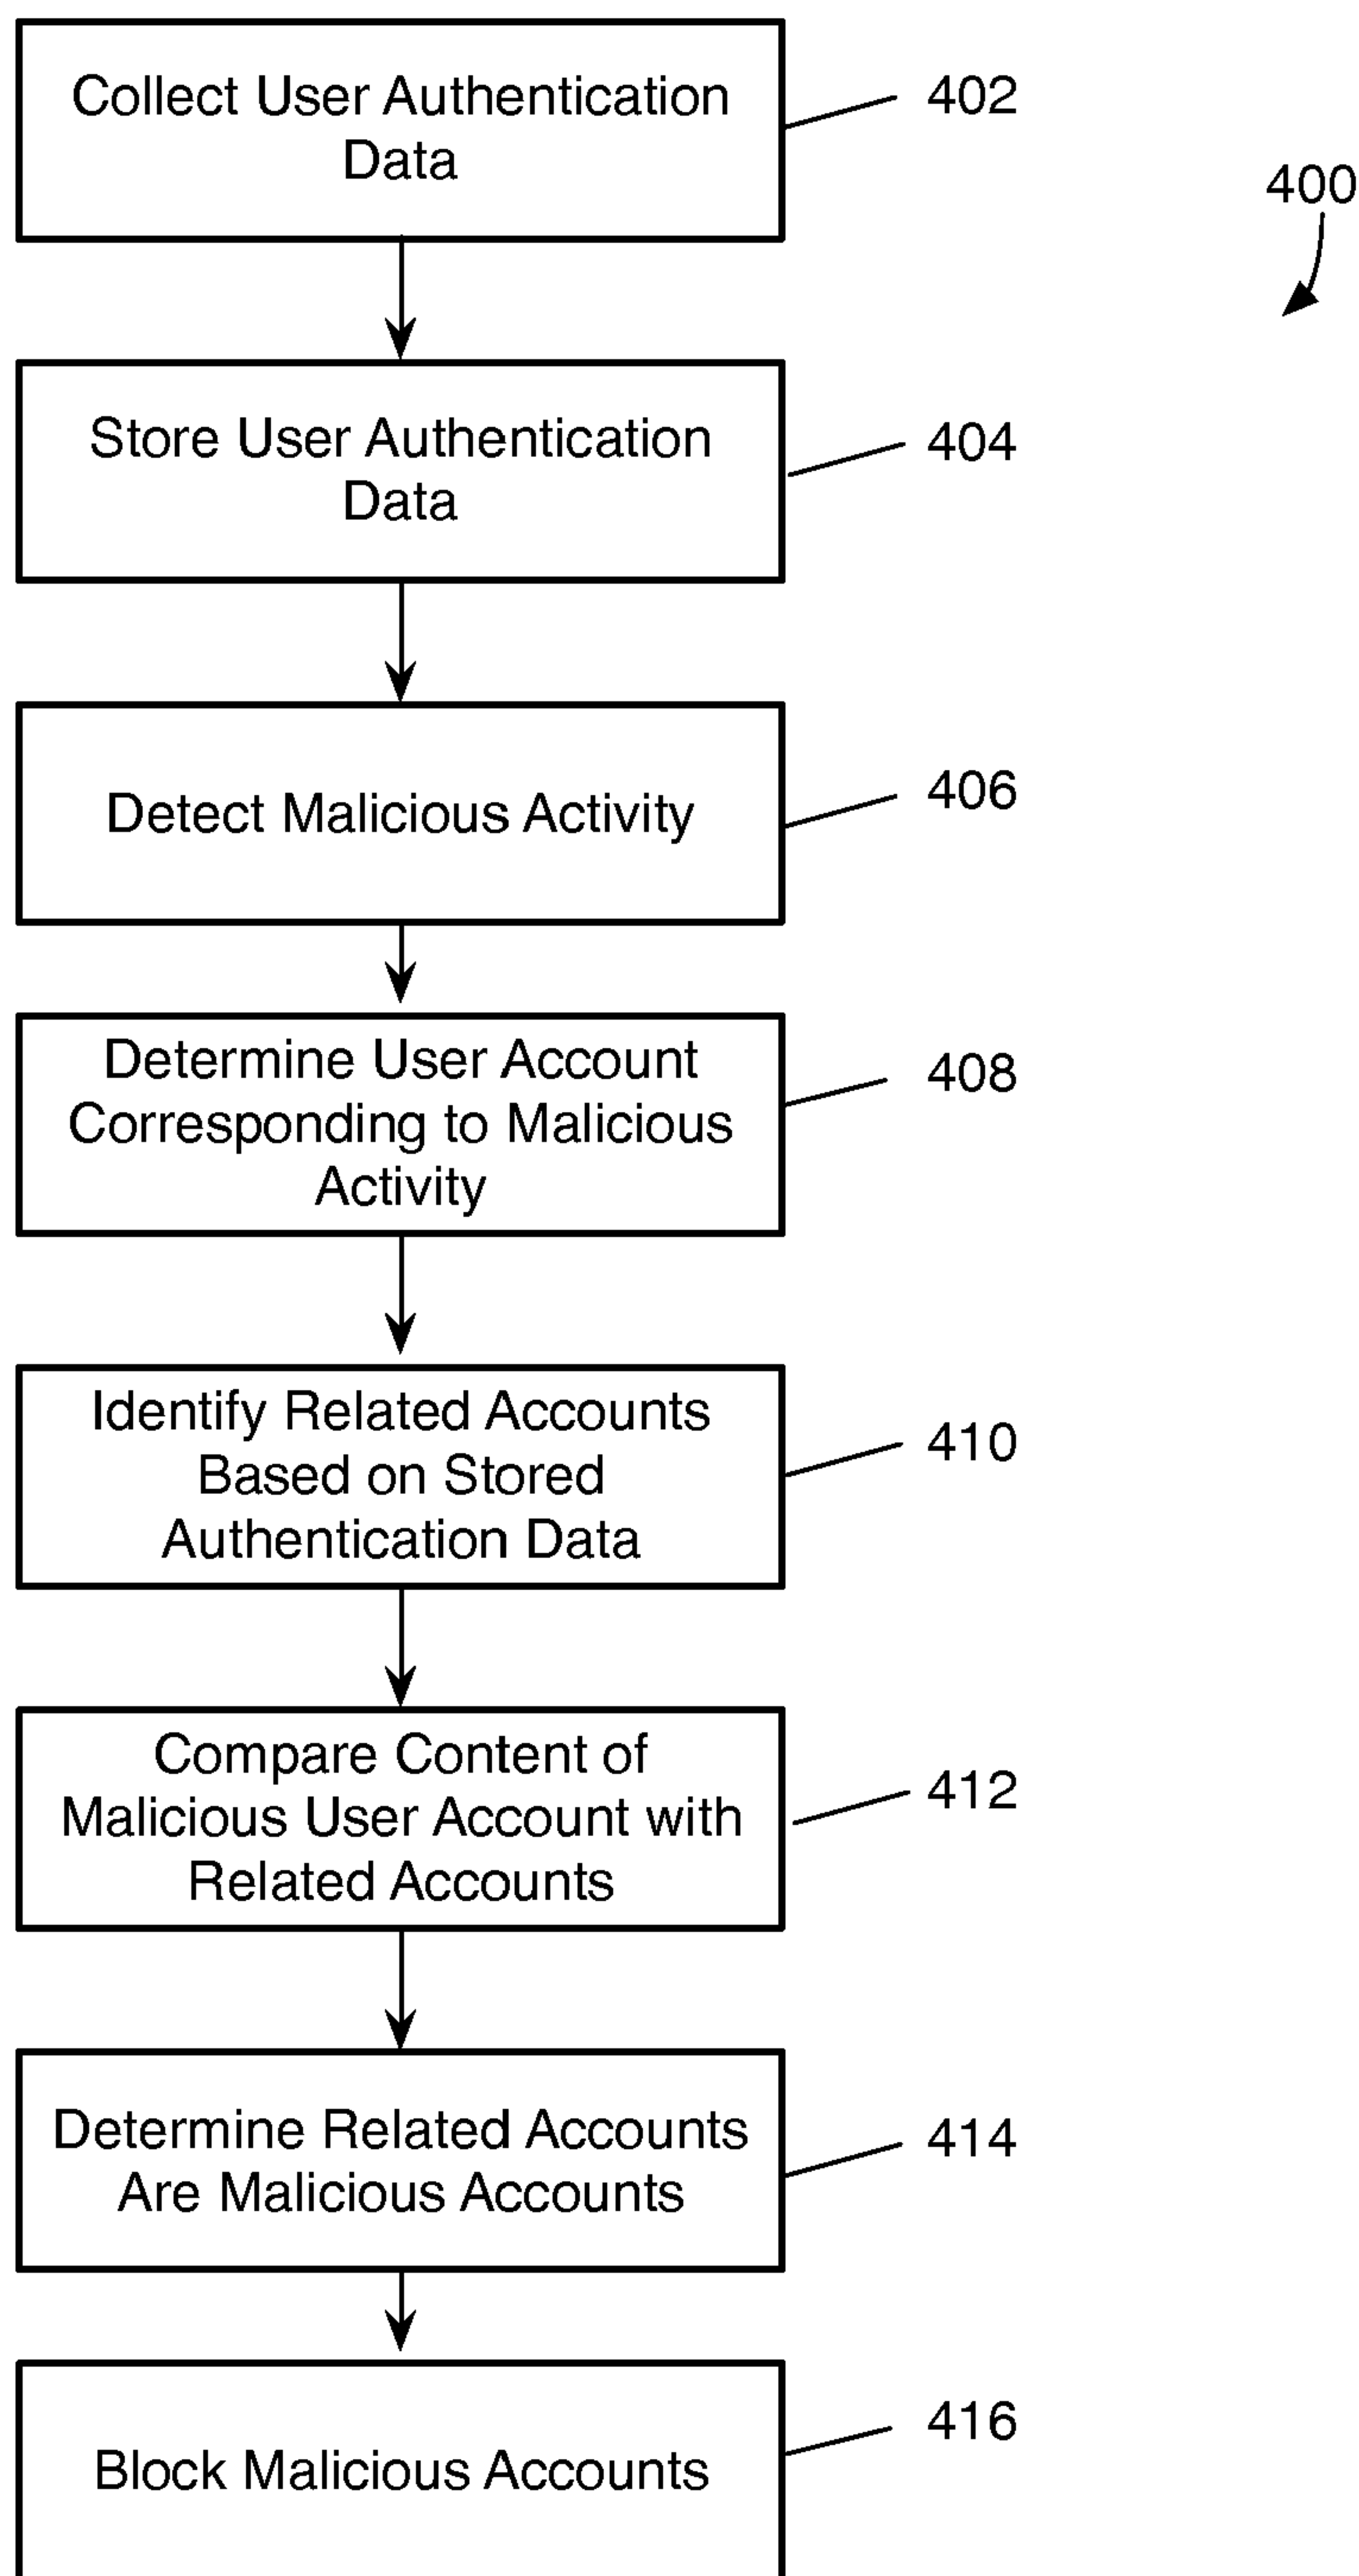 Collect User Authentication
Data
402
400
Store User Authentication
Data
404
Detect Malicious Activity
406
Determine User Account
Corresponding to Malicious
Activity
408
Identify Related Accounts
Based on Stored
Authentication Data
410
Compare Content of
Malicious User Account with
Related Accounts
412
Determine Related Accounts
Are Malicious Accounts
414
Block Malicious Accounts
416